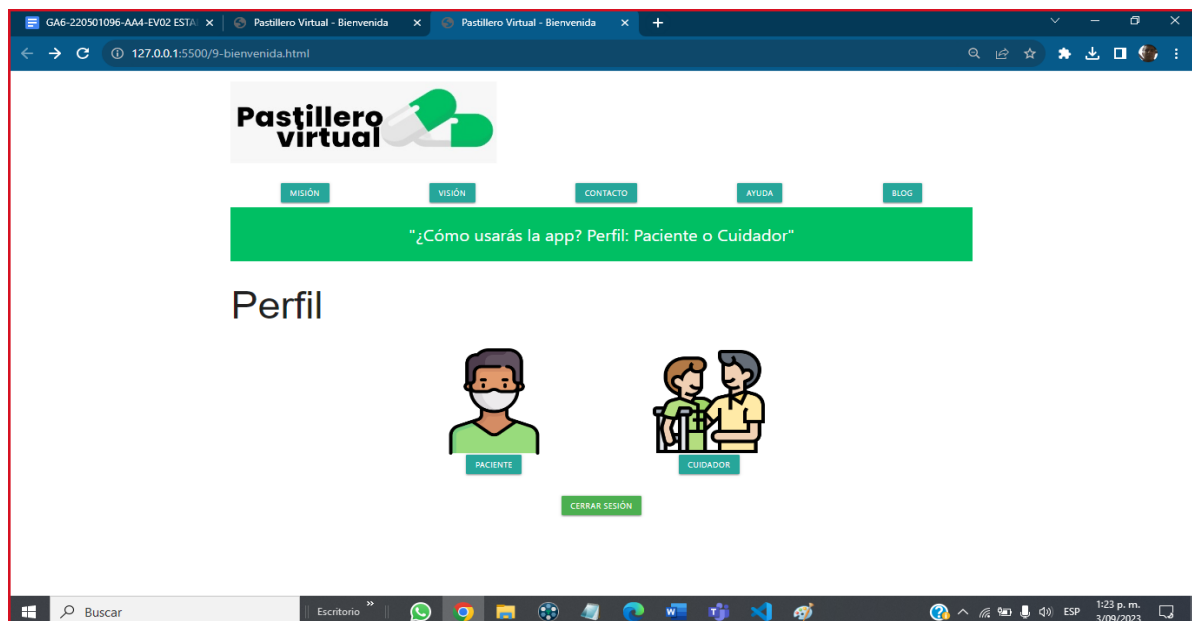 GA6-220501096-AA4-EV02 ESTA
Pastillero Virtual - Bienvenida
Pastillero Virtual - Bienvenida
127.0.0.1:5500/9-bienvenida.html
Pastillero
virtual
MISIÓN
VISIÓN
CONTACTO
AYUDA
BLOG
"¿Cómo usarás la app? Perfil: Paciente o Cuidador"
Perfil
PACIENTE
CUIDADOR
CERRAR SESIÓN
Buscar
Escritorio
ESP
1:23 p. m.
3/09/2023